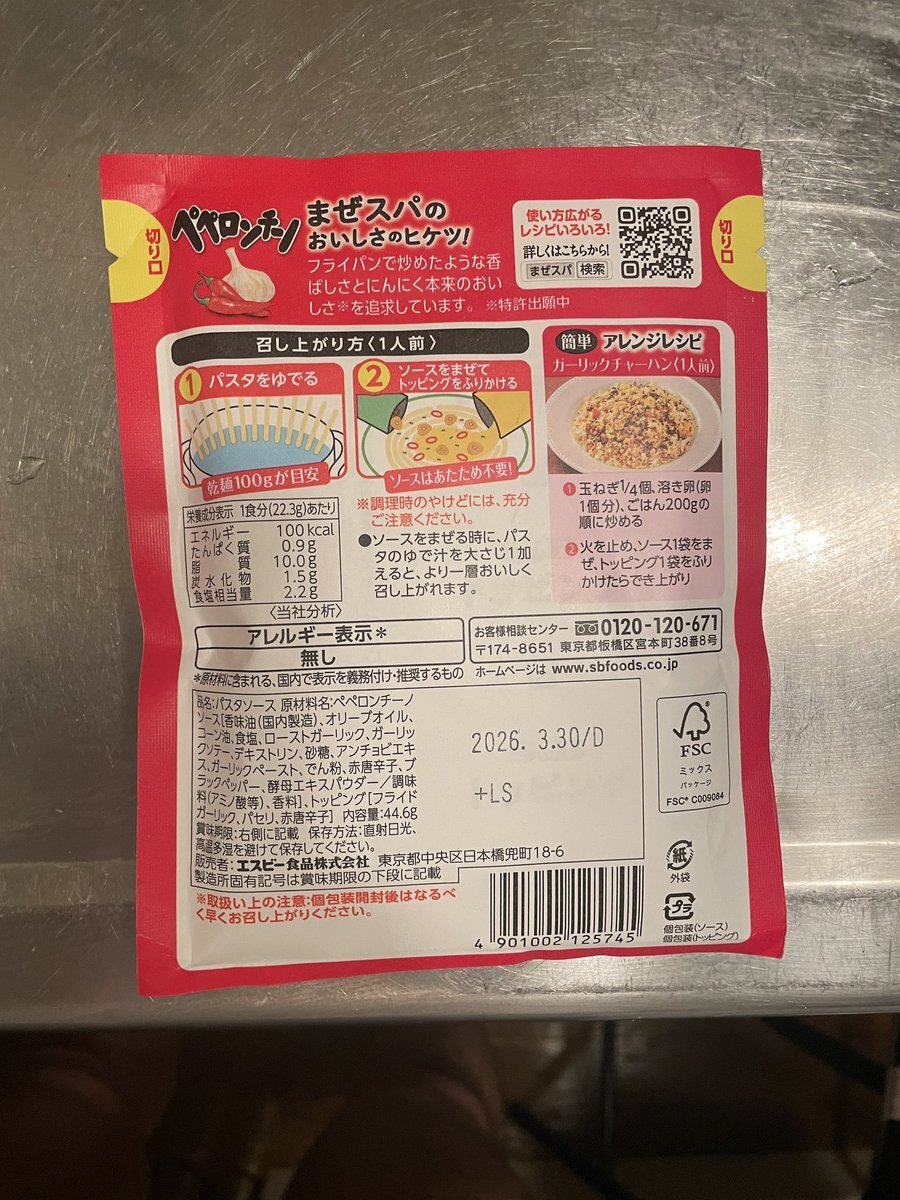 切り口
ペペロンチーノ
まぜスパの
おいしさのヒケツ!
フライパンで炒めたような香
ばしさとにんにく本来のおい
しさ※を追求しています。 ※特許出願中
使い方広がる
レシピいろいろ!
詳しくはこちらから!
まぜスパ 検索
切り口
召し上がり方〈1人前〉
1 パスタをゆでる
乾麺100gが目安
2 ソースをまぜて
トッピングをふりかける
ソースはあたため不要!
※調理時のやけどには、充分
ご注意ください。
●ソースをまぜる時に、パス
タのゆで汁を大さじ1加
えると、より一層おいしく
召し上がれます。
栄養成分表示 1食分(22.3g)あたり
エネルギー 100kcal
たんぱく質 0.9g
脂質 10.0g
炭水化物 1.5g
食塩相当量 2.2g
〈当社分析〉
簡単 アレンジレシピ
ガーリックチャーハン〈1人前〉
1 玉ねぎ1/4個、溶き卵(卵
1個分)、ごはん200gの
順に炒める
2 火を止め、ソース1袋をま
ぜ、トッピング1袋をふり
かけたらでき上がり
アレルギー表示*
無し
*原材料に含まれる、国内で表示を義務付け・推奨するもの
お客様相談センター 0120-120-671
〒174-8651 東京都板橋区宮本町38番8号
ホームページは www.sbfoods.co.jp
品名:パスタソース 原材料名:ペペロンチーノ
ソース[香味油(国内製造)、オリーブオイル、
コーン油、食塩、ローストガーリック、ガーリッ
クソテー、デキストリン、砂糖、アンチョビエキ
ス、ガーリックペースト、でん粉、赤唐辛子、ブ
ラックペッパー、酵母エキスパウダー/調味
料(アミノ酸等)、香料]、トッピング[フライド
ガーリック、パセリ、赤唐辛子] 内容量:44.6g
賞味期限:右側に記載 保存方法:直射日光、
高温多湿を避けて保存してください。
販売者:エスビー食品株式会社 東京都中央区日本橋兜町18-6
製造所固有記号は賞味期限の下段に記載
2026. 3.30/D
+LS
※取扱い上の注意:個包装開封後はなるべ
く早くお召し上がりください。
4 901002 125745
FSC
ミックス
パッケージ
FSC® C009084
紙
外袋
プラ
個包装(ソース)
個包装(トッピング)